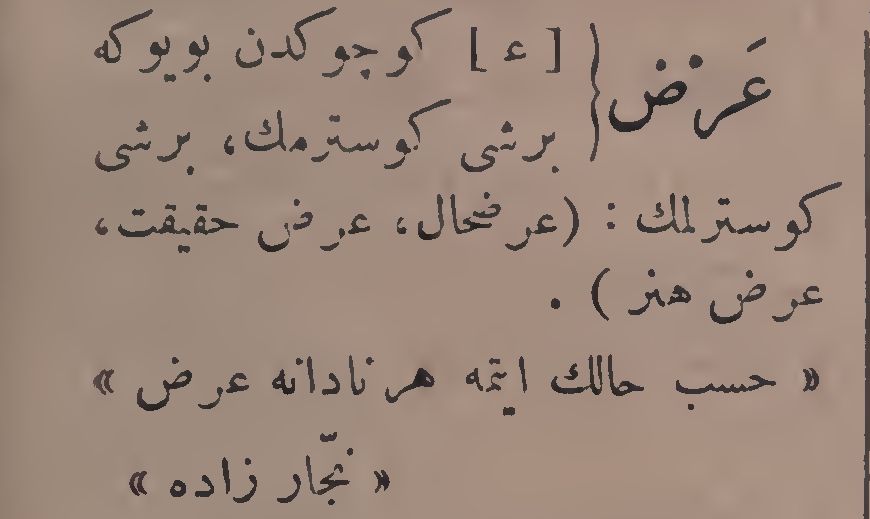 عَرْض { [ ء ] كوچوكدن بويوكه
برشى كوسترمك، برشى
كوسترلمك : (عرضحال، عرض حقيقت،
عرض هنر ) .
« حسب حالك ايتمه هر نادانه عرض »
« نجّار زاده »